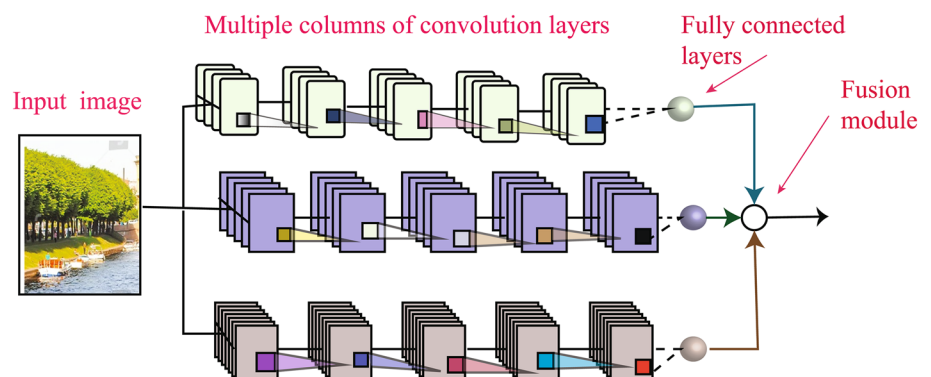 Multiple columns of convolution layers
Fully connected
layers
Input image
Fusion
module